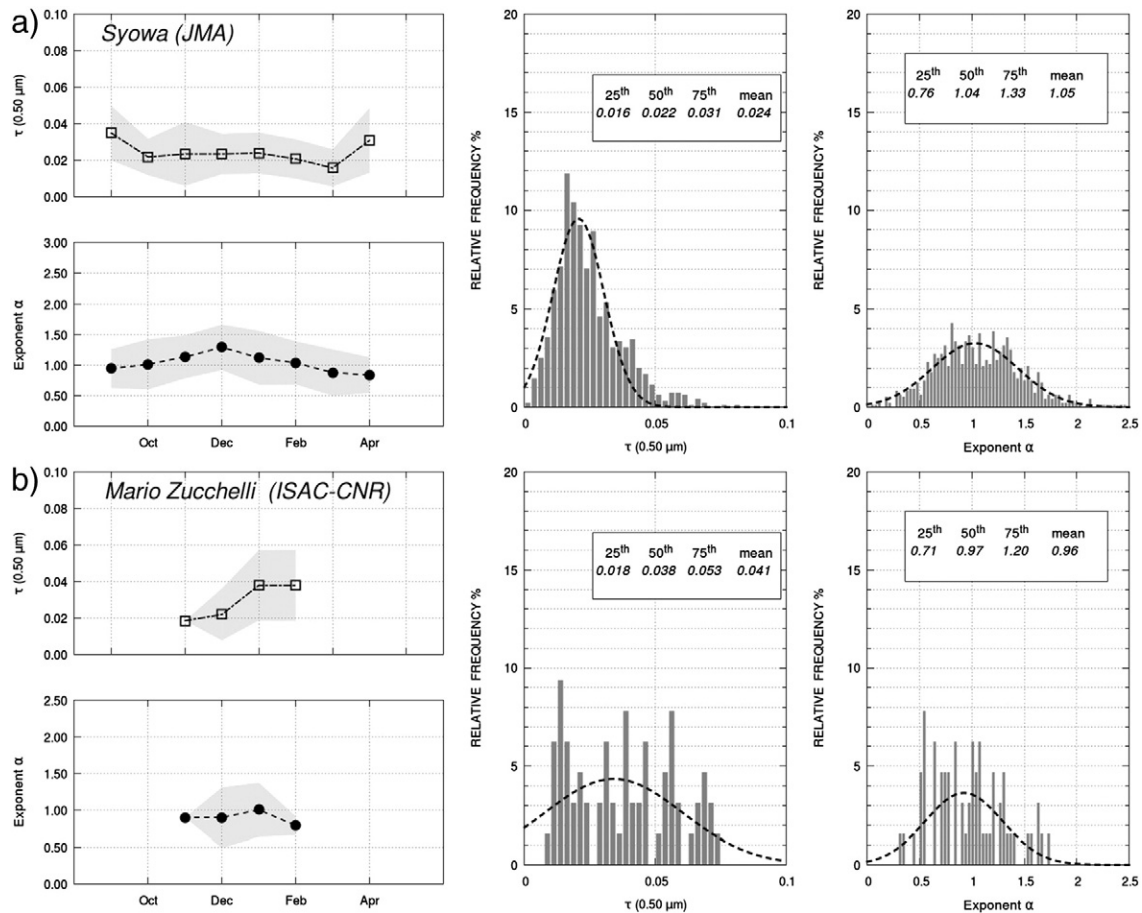 a)
Syowa (JMA)
τ (0.50 µm)
0.10
0.08
0.06
0.04
0.02
0.00
Exponent α
3.00
2.50
2.00
1.50
1.00
0.50
0.00
Oct Dec Feb Apr
RELATIVE FREQUENCY %
20
15
10
5
0
25th 50th 75th mean
0.016 0.022 0.031 0.024
0 0.05 0.1
τ (0.50 µm)
RELATIVE FREQUENCY %
20
15
10
5
0
25th 50th 75th mean
0.76 1.04 1.33 1.05
0 0.5 1 1.5 2 2.5
Exponent α
b)
Mario Zucchelli (ISAC-CNR)
τ (0.50 µm)
0.10
0.08
0.06
0.04
0.02
0.00
Exponent α
2.50
2.00
1.50
1.00
0.50
0.00
Oct Dec Feb Apr
RELATIVE FREQUENCY %
20
15
10
5
0
25th 50th 75th mean
0.018 0.038 0.053 0.041
0 0.05 0.1
τ (0.50 µm)
RELATIVE FREQUENCY %
20
15
10
5
0
25th 50th 75th mean
0.71 0.97 1.20 0.96
0 0.5 1 1.5 2 2.5
Exponent α